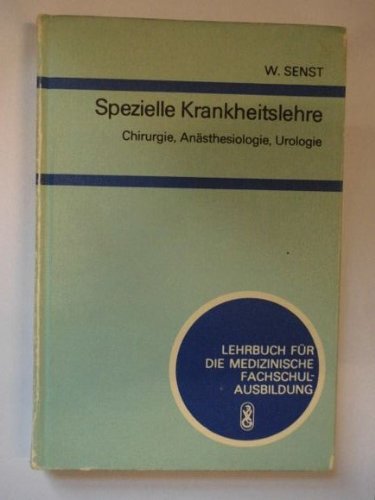 W. SENST
Spezielle Krankheitslehre
Chirurgie, Anästhesiologie, Urologie
LEHRBUCH FÜR
DIE MEDIZINISCHE
FACHSCHUL-
AUSBILDUNG